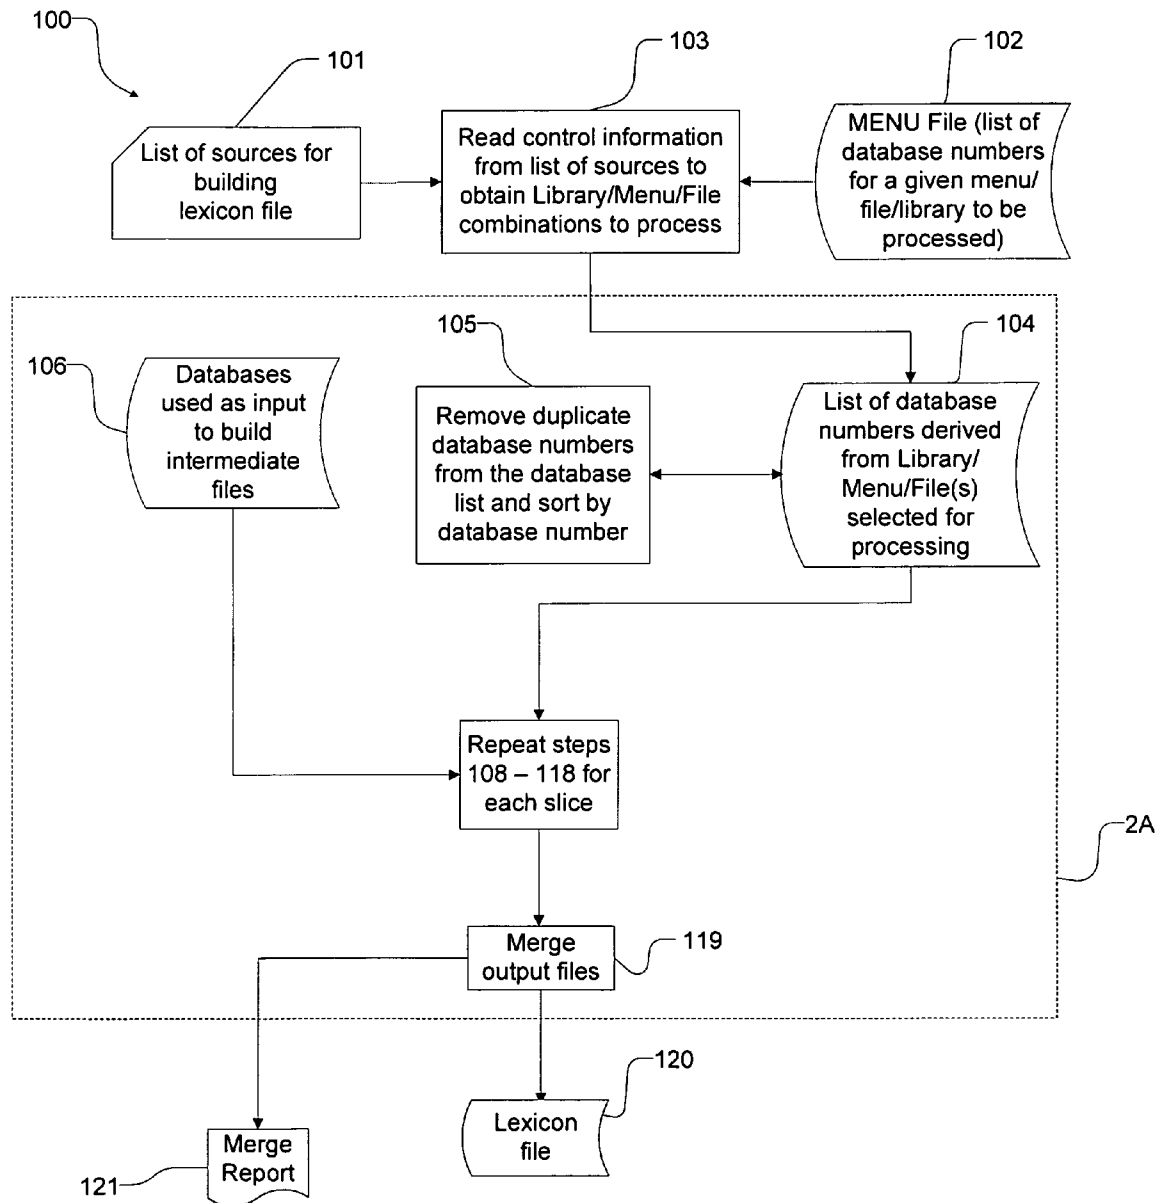 100
101
103
102
List of sources for
building
lexicon file
Read control information
from list of sources to
obtain Library/Menu/File
combinations to process
MENU File (list of
database numbers
for a given menu/
file/library to be
processed)
105
104
106
Databases
used as input
to build
intermediate
files
Remove duplicate
database numbers
from the database
list and sort by
database number
List of database
numbers derived
from Library/
Menu/File(s)
selected for
processing
Repeat steps
108 – 118 for
each slice
2A
Merge
output files
119
120
Lexicon
file
Merge
Report
121